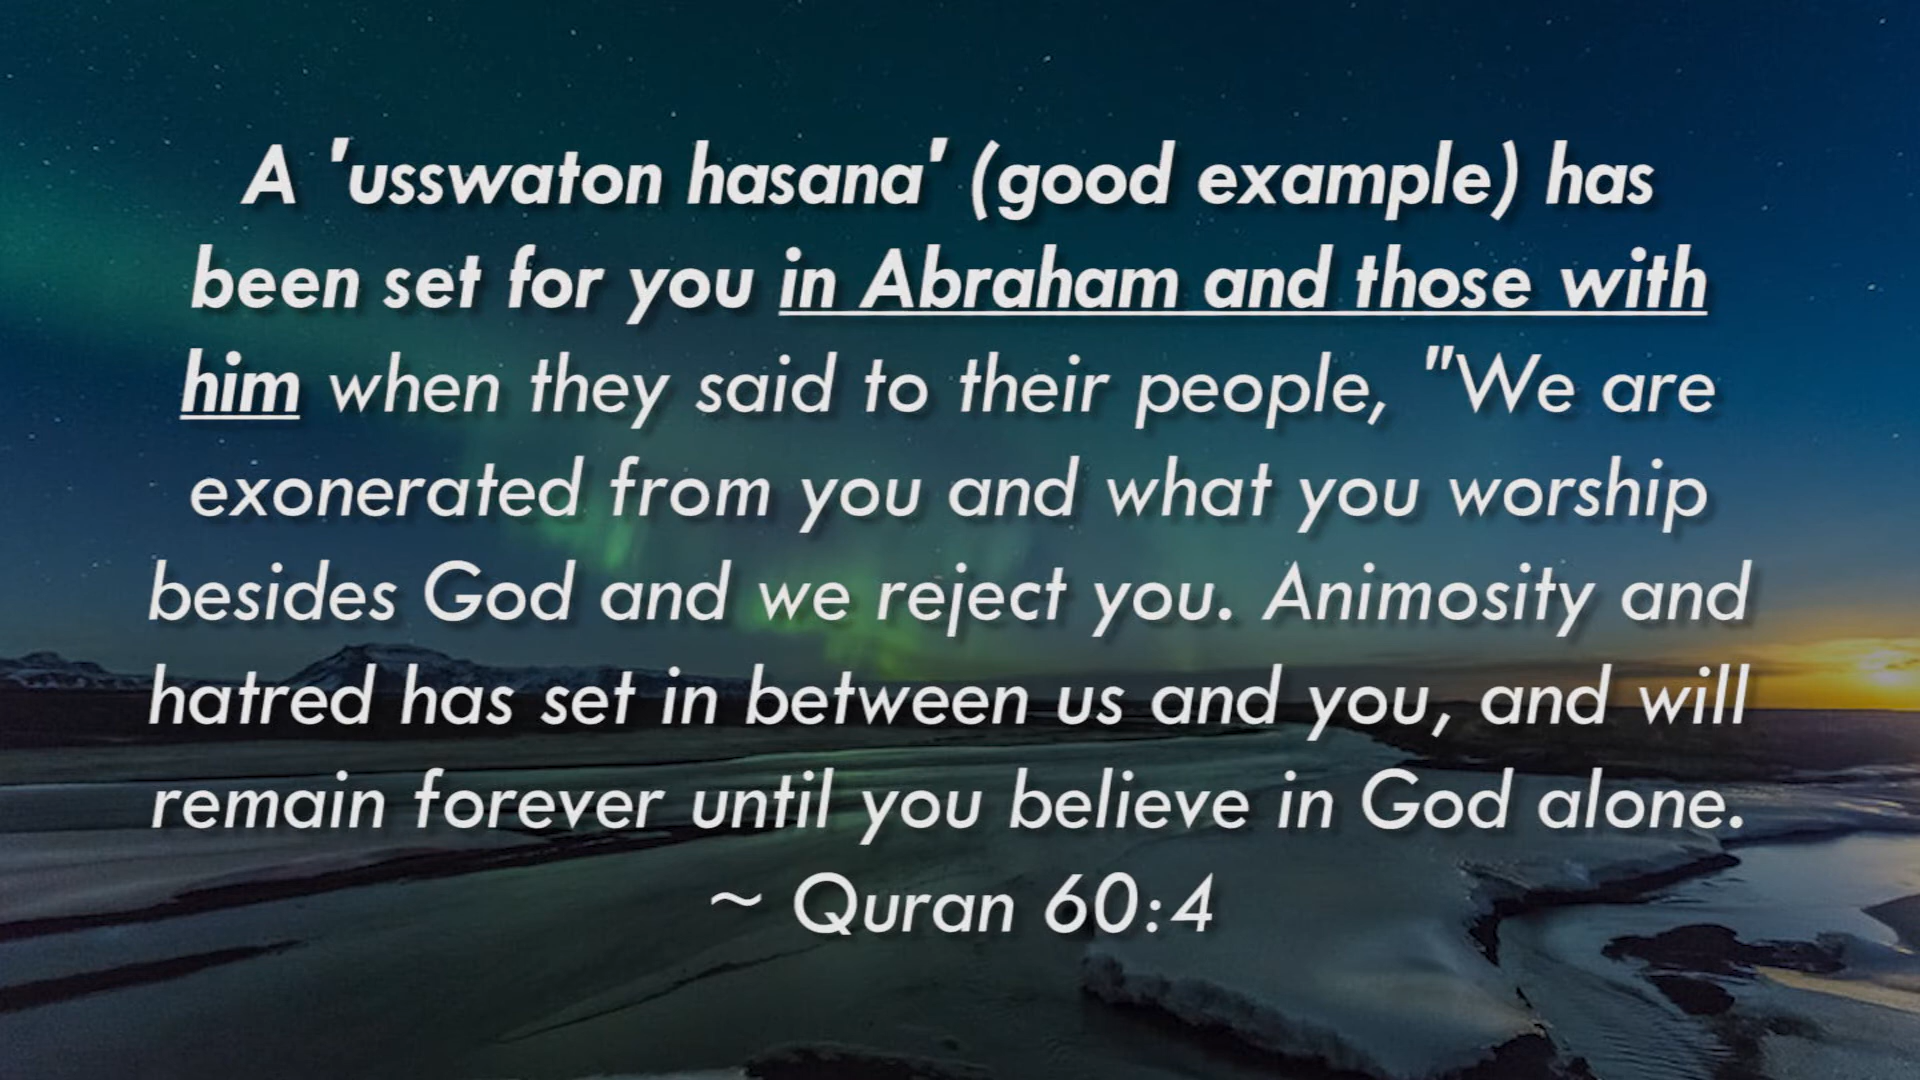 A 'usswaton hasana' (good example) has
been set for you in Abraham and those with
him when they said to their people, "We are
exonerated from you and what you worship
besides God and we reject you. Animosity and
hatred has set in between us and you, and will
remain forever until you believe in God alone.
~ Quran 60:4